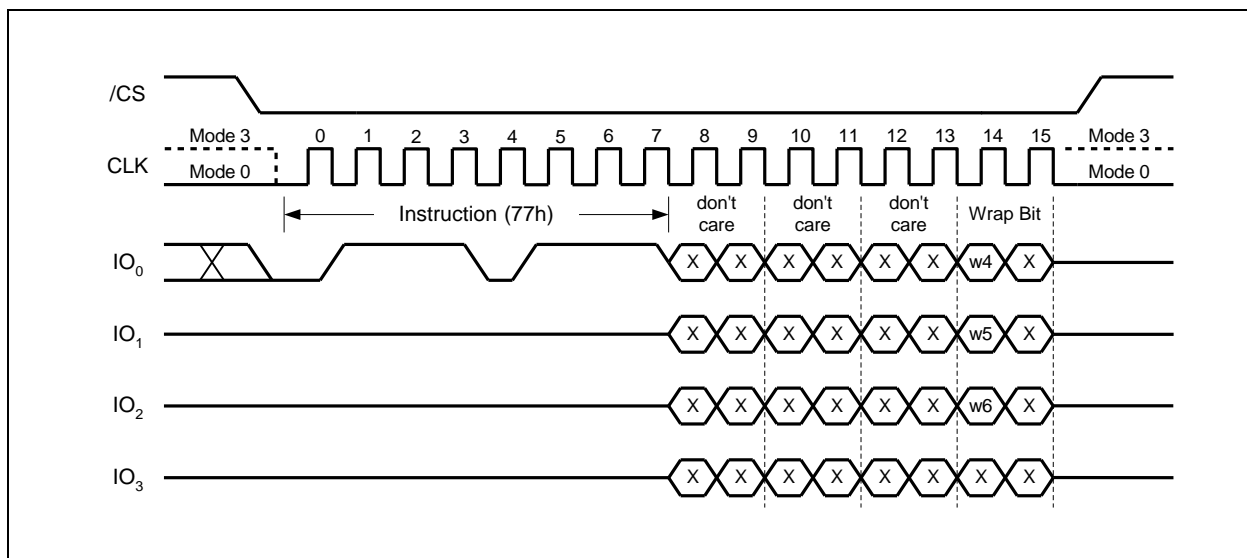 /CS
Mode 3 0 1 2 3 4 5 6 7 8 9 10 11 12 13 14 15 Mode 3
CLK
Mode 0 Mode 0
Instruction (77h) don't care don't care don't care Wrap Bit
IO0 X X X X X X w4 X
IO1 X X X X X X w5 X
IO2 X X X X X X w6 X
IO3 X X X X X X X X